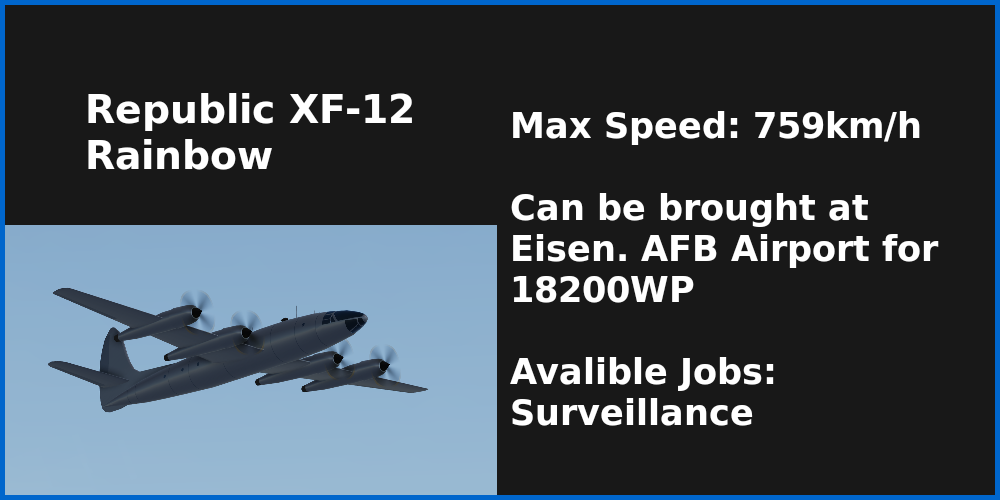 Republic XF-12
Rainbow
Max Speed: 759km/h
Can be brought at
Eisen. AFB Airport for
18200WP
Avalible Jobs:
Surveillance